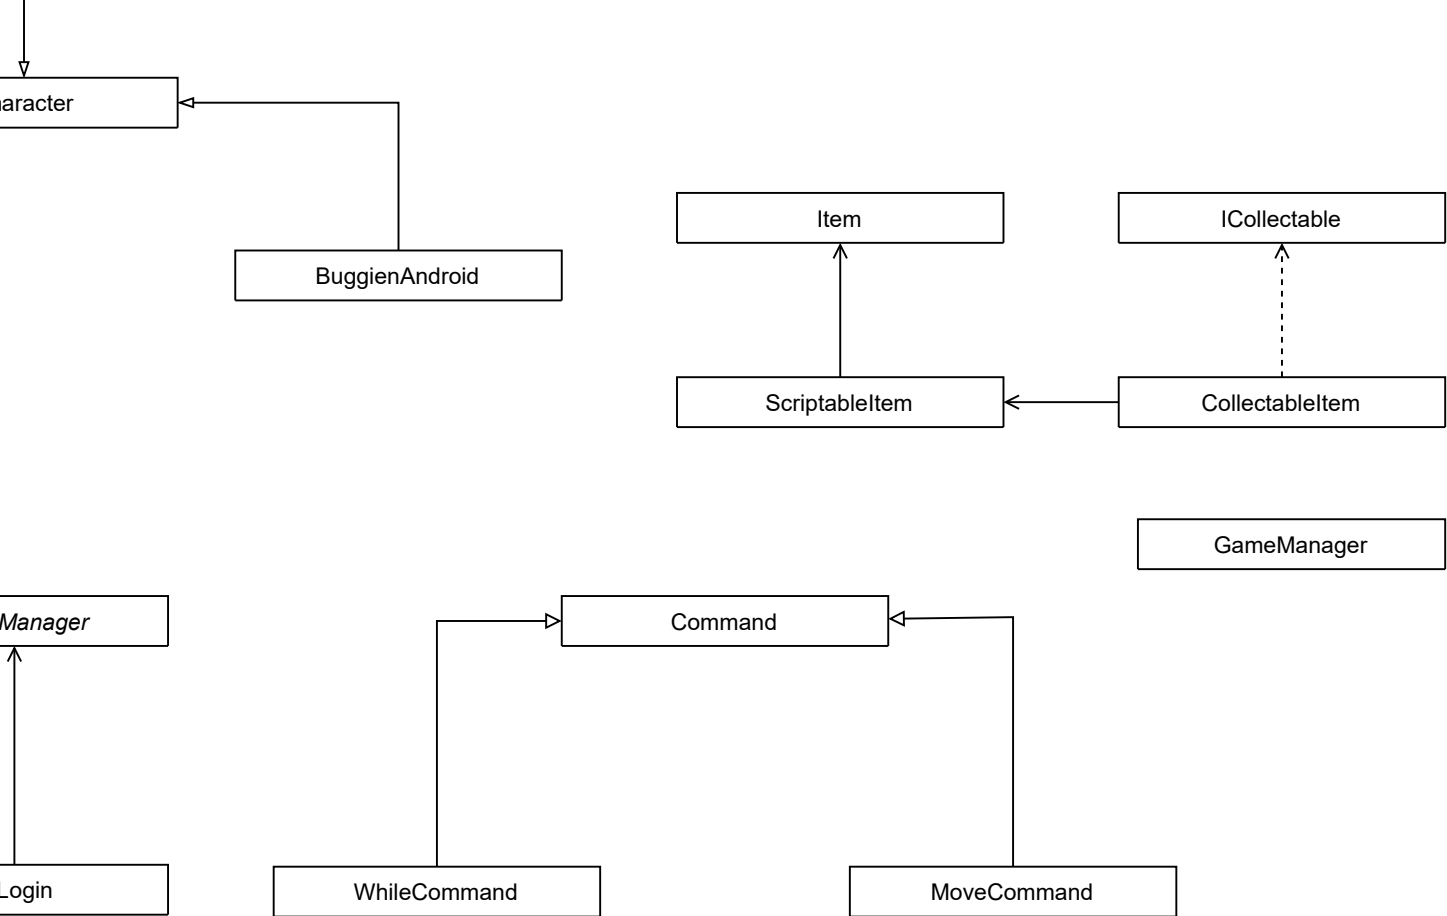 aracter
Item
ICollectable
BuggienAndroid
ScriptableItem
CollectableItem
GameManager
Manager
Command
Login
WhileCommand
MoveCommand